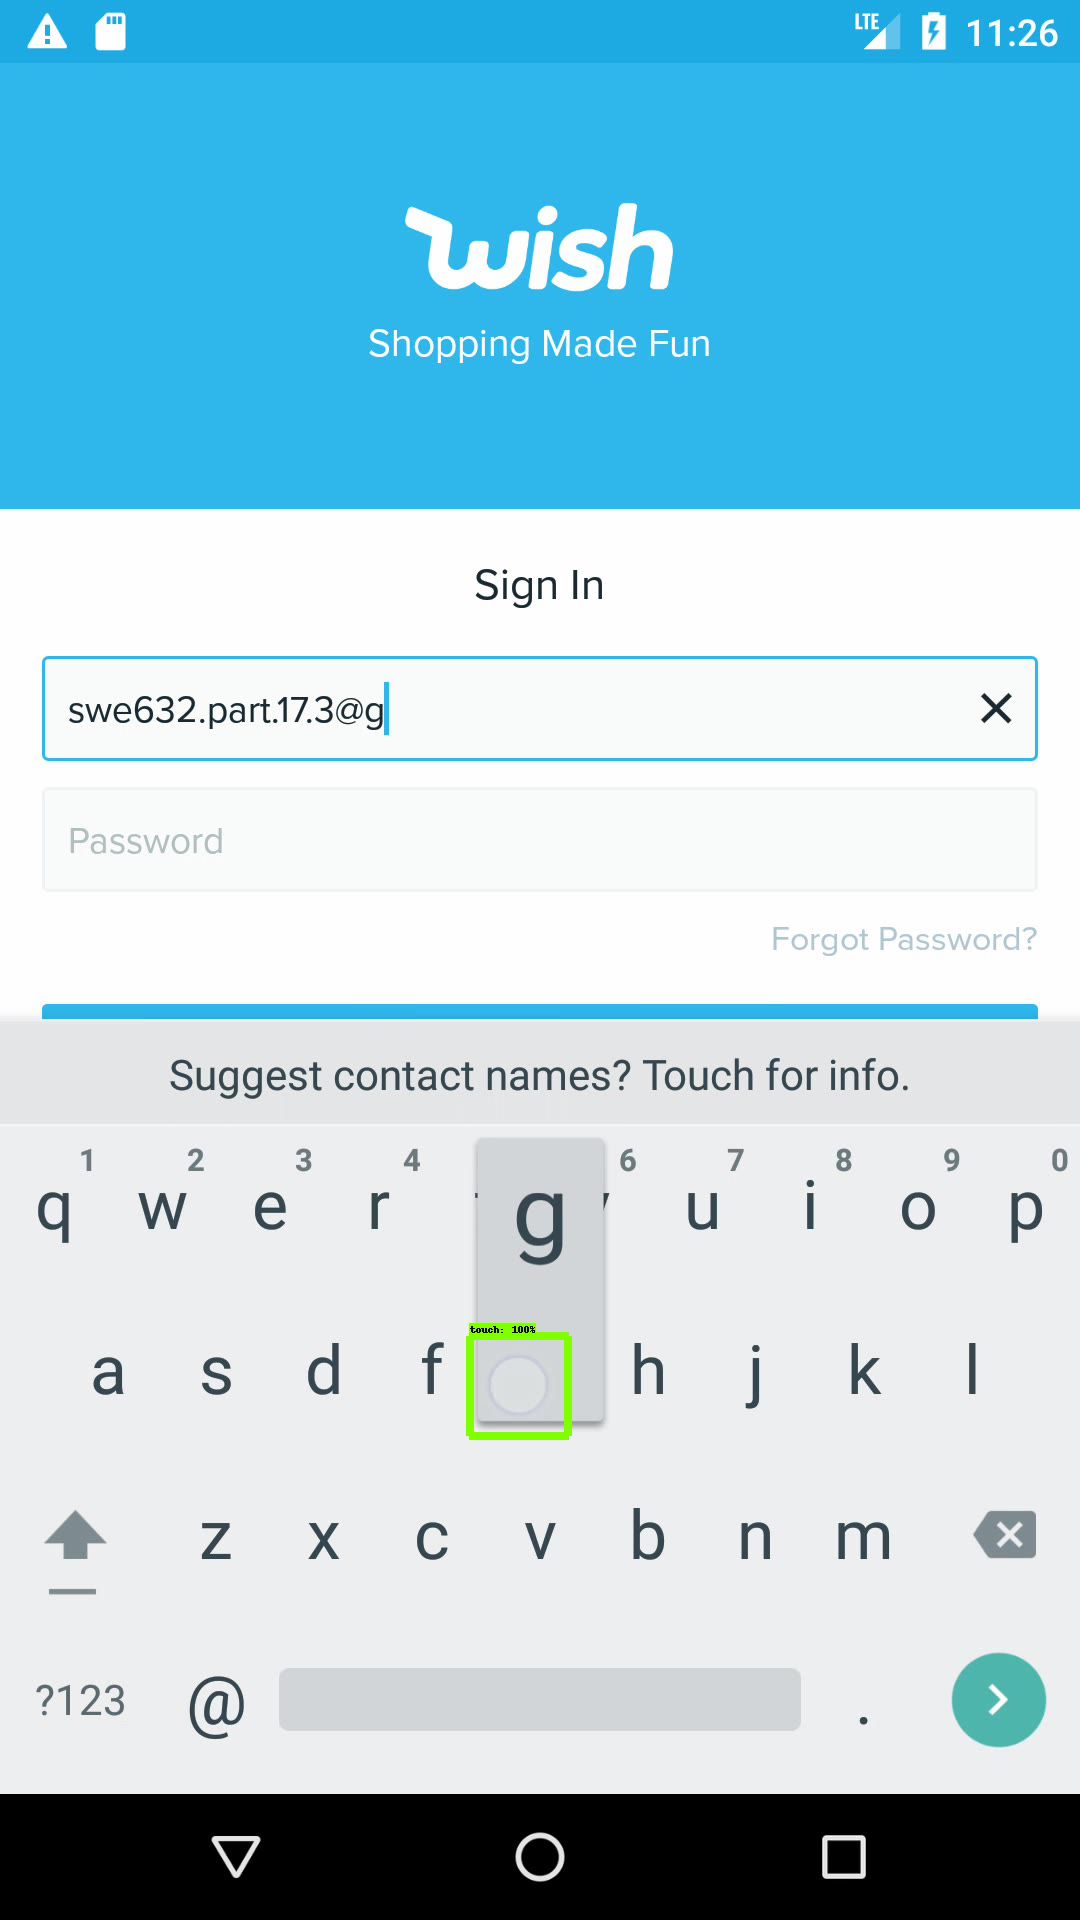 LTE 11:26
wish
Shopping Made Fun
Sign In
swe632.part.17.3@g
Password
Forgot Password?
Suggest contact names? Touch for info.
1 2 3 4 6 7 8 9 0
q w e r g u i o p
touch: 100%
a s d f h j k l
z x c v b n m
?123 @ .